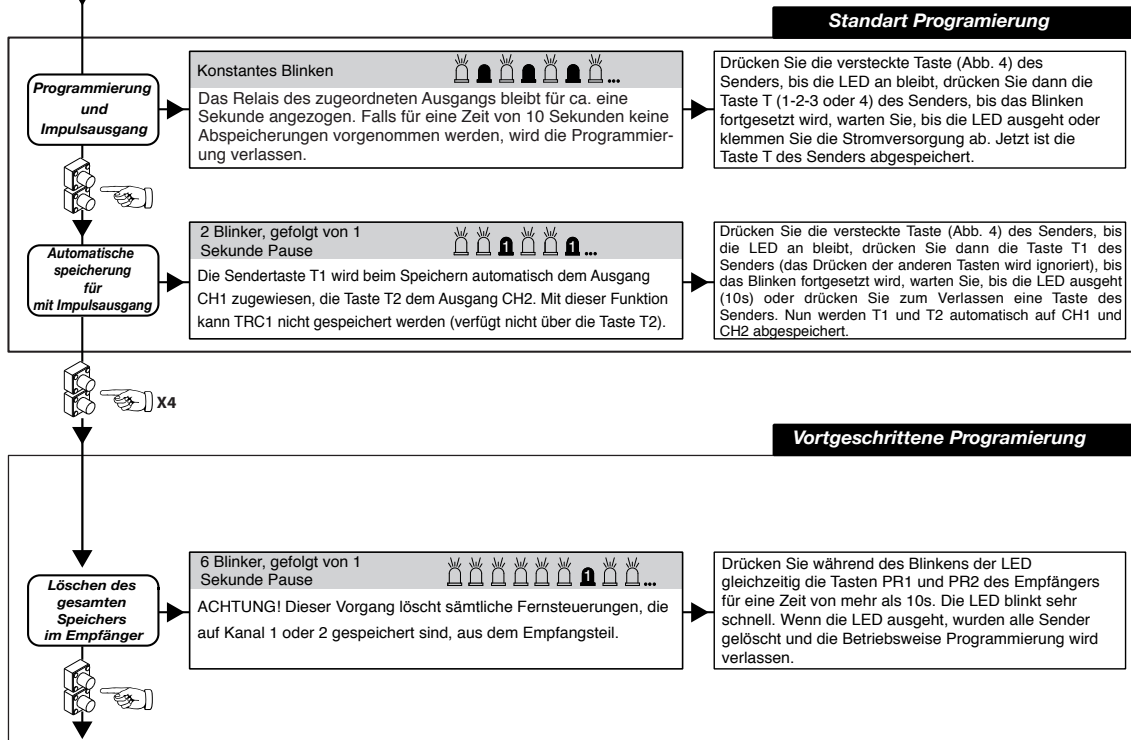 Standart Programierung
Programmierung
und
Impulsausgang
Konstantes Blinken
...
Das Relais des zugeordneten Ausgangs bleibt für ca. eine
Sekunde angezogen. Falls für eine Zeit von 10 Sekunden keine
Abspeicherungen vorgenommen werden, wird die Programmier-
ung verlassen.
Drücken Sie die versteckte Taste (Abb. 4) des
Senders, bis die LED an bleibt, drücken Sie dann die
Taste T (1-2-3 oder 4) des Senders, bis das Blinken
fortgesetzt wird, warten Sie, bis die LED ausgeht oder
klemmen Sie die Stromversorgung ab. Jetzt ist die
Taste T des Senders abgespeichert.
Automatische
speicherung
für
mit Impulsausgang
2 Blinker, gefolgt von 1
Sekunde Pause
1 1...
Die Sendertaste T1 wird beim Speichern automatisch dem Ausgang
CH1 zugewiesen, die Taste T2 dem Ausgang CH2. Mit dieser Funktion
kann TRC1 nicht gespeichert werden (verfügt nicht über die Taste T2).
Drücken Sie die versteckte Taste (Abb. 4) des Senders, bis
die LED an bleibt, drücken Sie dann die Taste T1 des
Senders (das Drücken der anderen Tasten wird ignoriert), bis
das Blinken fortgesetzt wird, warten Sie, bis die LED ausgeht
(10s) oder drücken Sie zum Verlassen eine Taste des
Senders. Nun werden T1 und T2 automatisch auf CH1 und
CH2 abgespeichert.
X4
Vortgeschrittene Programierung
Löschen des
gesamten
Speichers
im Empfänger
6 Blinker, gefolgt von 1
Sekunde Pause
1 ...
ACHTUNG! Dieser Vorgang löscht sämtliche Fernsteuerungen, die
auf Kanal 1 oder 2 gespeichert sind, aus dem Empfangsteil.
Drücken Sie während des Blinkens der LED
gleichzeitig die Tasten PR1 und PR2 des Empfängers
für eine Zeit von mehr als 10s. Die LED blinkt sehr
schnell. Wenn die LED ausgeht, wurden alle Sender
gelöscht und die Betriebsweise Programmierung wird
verlassen.